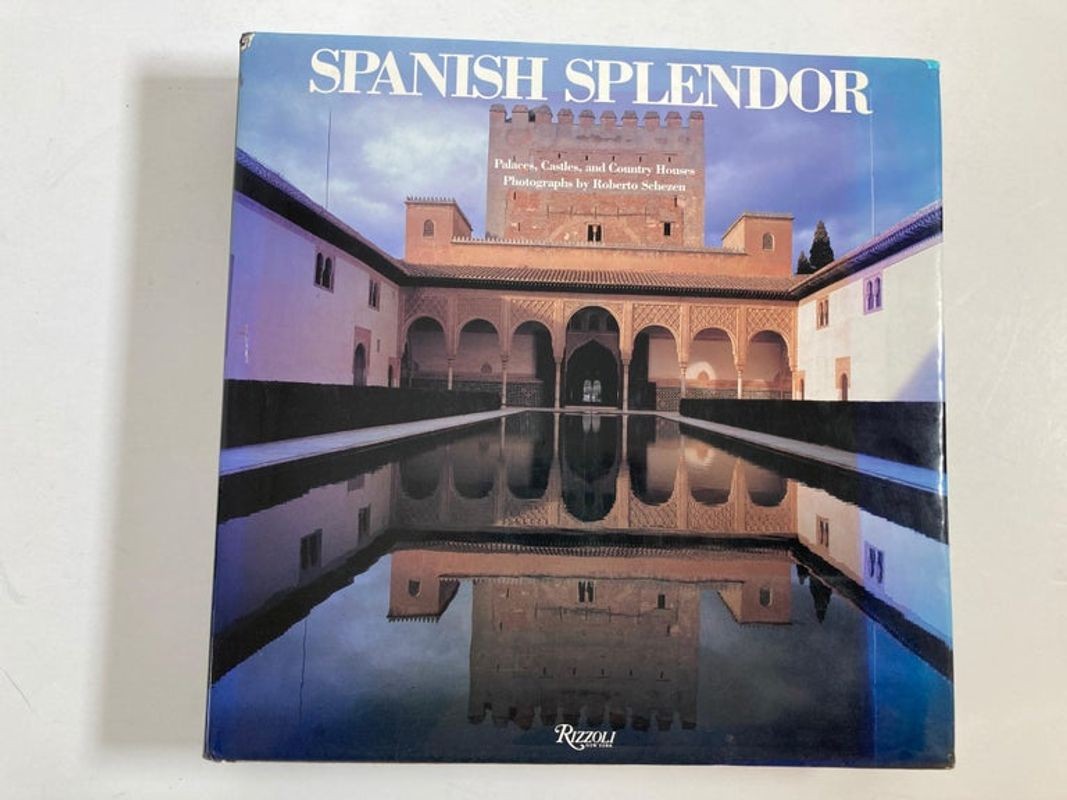 SPANISH SPLENDOR
Palaces, Castles, and Country Houses
Photographs by Roberto Schezen
RIZZOLI
NEW YORK